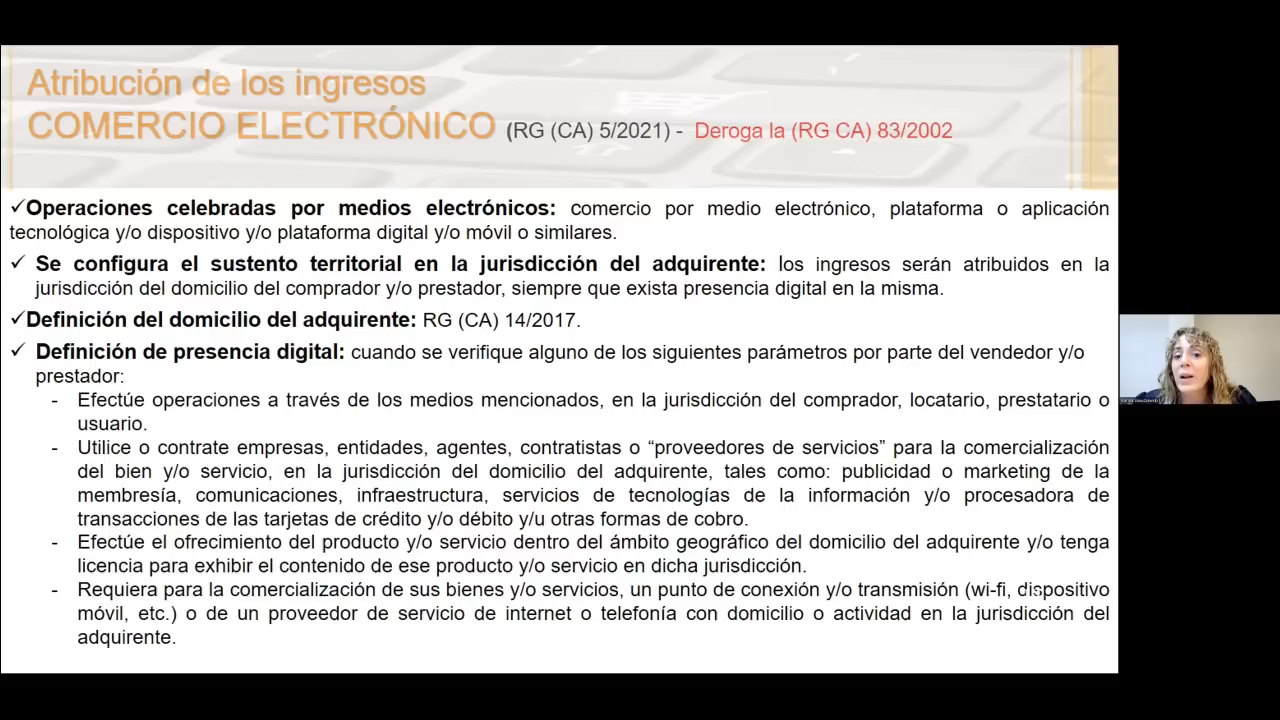 Atribución de los ingresos
COMERCIO ELECTRÓNICO (RG (CA) 5/2021) - Deroga la (RG CA) 83/2002
✓Operaciones celebradas por medios electrónicos: comercio por medio electrónico, plataforma o aplicación
tecnológica y/o dispositivo y/o plataforma digital y/o móvil o similares.
✓ Se configura el sustento territorial en la jurisdicción del adquirente: los ingresos serán atribuidos en la
jurisdicción del domicilio del comprador y/o prestador, siempre que exista presencia digital en la misma.
✓Definición del domicilio del adquirente: RG (CA) 14/2017.
✓ Definición de presencia digital: cuando se verifique alguno de los siguientes parámetros por parte del vendedor y/o
prestador:
- Efectúe operaciones a través de los medios mencionados, en la jurisdicción del comprador, locatario, prestatario o
usuario.
- Utilice o contrate empresas, entidades, agentes, contratistas o “proveedores de servicios” para la comercialización
del bien y/o servicio, en la jurisdicción del domicilio del adquirente, tales como: publicidad o marketing de la
membresía, comunicaciones, infraestructura, servicios de tecnologías de la información y/o procesadora de
transacciones de las tarjetas de crédito y/o débito y/u otras formas de cobro.
- Efectúe el ofrecimiento del producto y/o servicio dentro del ámbito geográfico del domicilio del adquirente y/o tenga
licencia para exhibir el contenido de ese producto y/o servicio en dicha jurisdicción.
- Requiera para la comercialización de sus bienes y/o servicios, un punto de conexión y/o transmisión (wi-fi, dispositivo
móvil, etc.) o de un proveedor de servicio de internet o telefonía con domicilio o actividad en la jurisdicción del
adquirente.